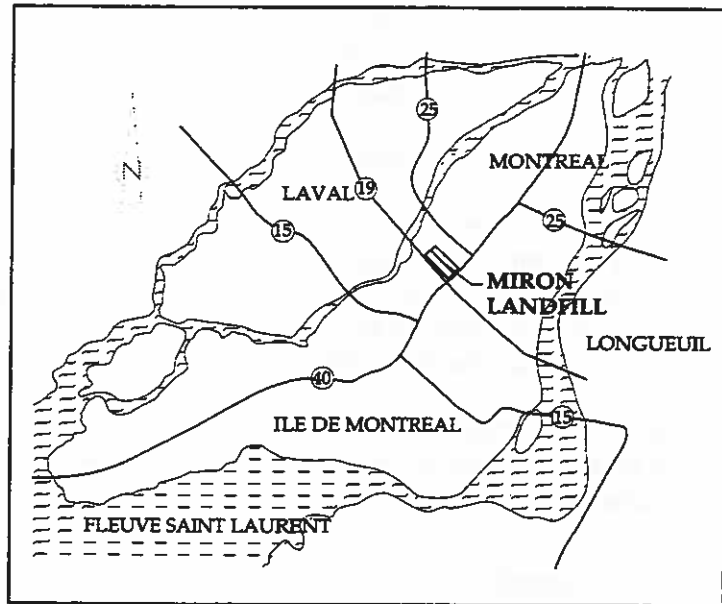 25
MONTREAL
N
LAVAL
19
15
25
MIRON
LANDFILL
LONGUEUIL
40
15
ILE DE MONTREAL
FLEUVE SAINT LAURENT